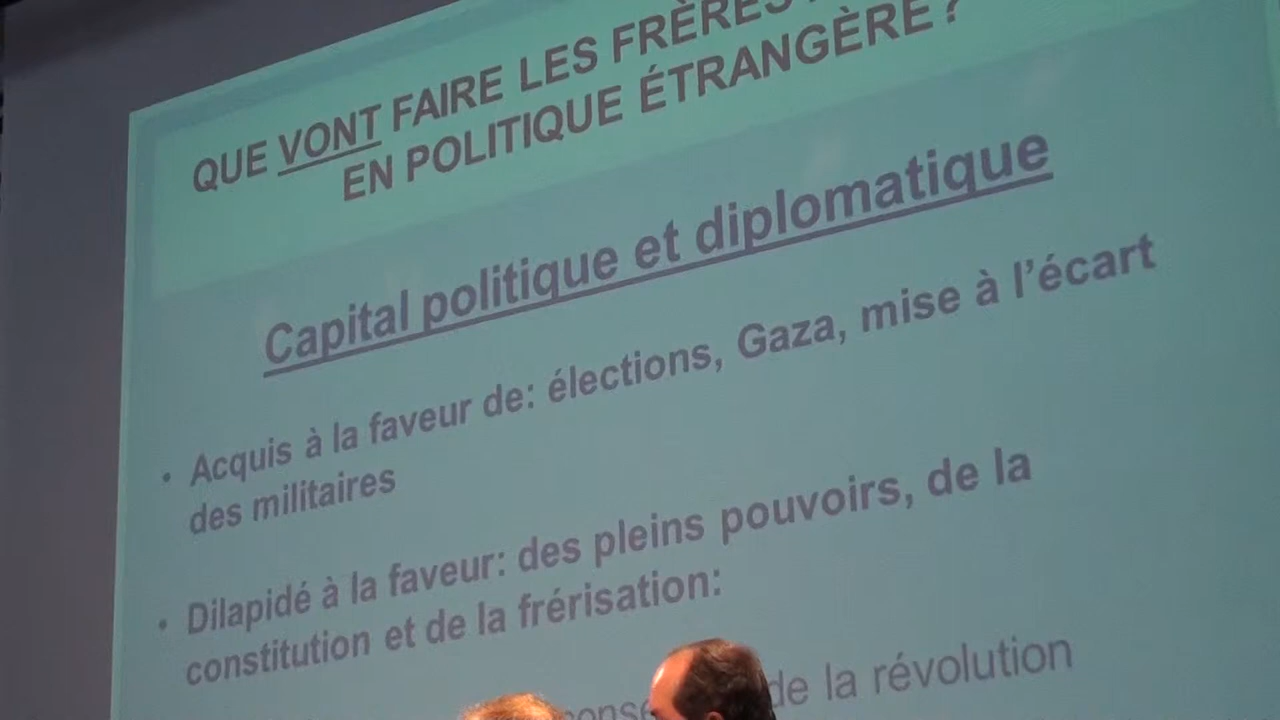 QUE VONT FAIRE LES FRÈRES
EN POLITIQUE ÉTRANGÈRE?
Capital politique et diplomatique
• Acquis à la faveur de: élections, Gaza, mise à l'écart
des militaires
• Dilapidé à la faveur: des pleins pouvoirs, de la
constitution et de la frérisation:
de la révolution